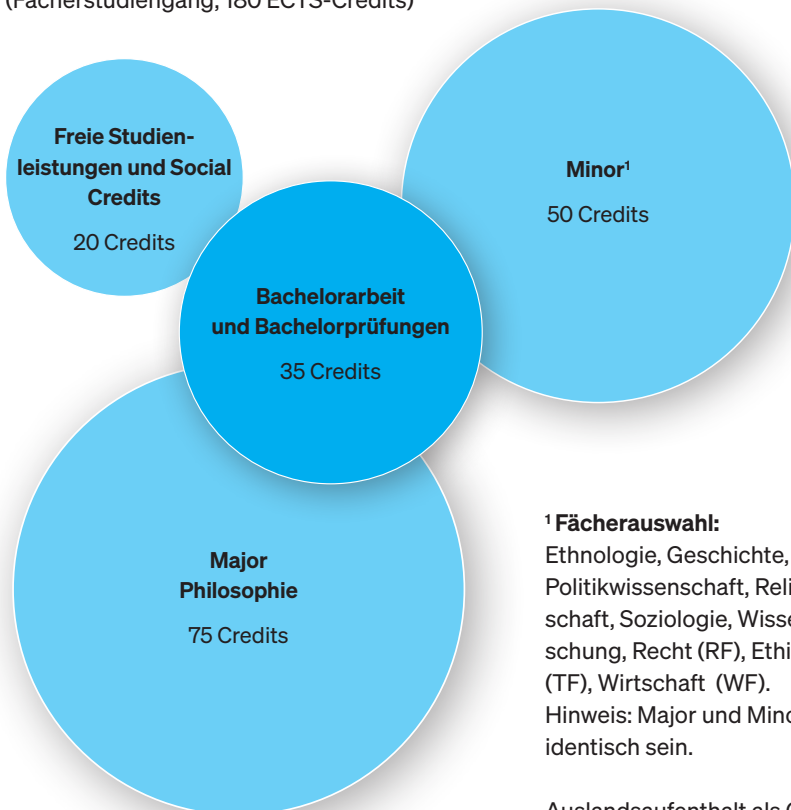 (Fächerstudiengang, 180 ECTS-Credits)
Freie Studien-
leistungen und Social
Credits
20 Credits
Minor¹
50 Credits
Bachelorarbeit
und Bachelorprüfungen
35 Credits
Major
Philosophie
75 Credits
¹ Fächerauswahl:
Ethnologie, Geschichte,
Politikwissenschaft, Reli
schaft, Soziologie, Wisse
schung, Recht (RF), Ethi
(TF), Wirtschaft (WF).
Hinweis: Major und Mino
identisch sein.
Auslandsaufenthalt als